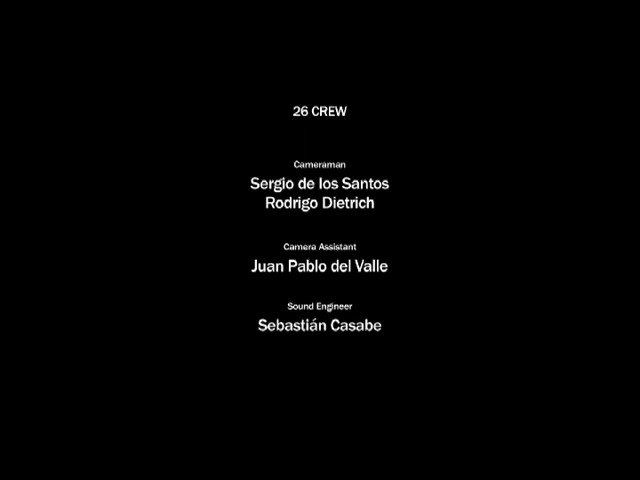 26 CREW
Cameraman
Sergio de los Santos
Rodrigo Dietrich
Camera Assistant
Juan Pablo del Valle
Sound Engineer
Sebastián Casabe